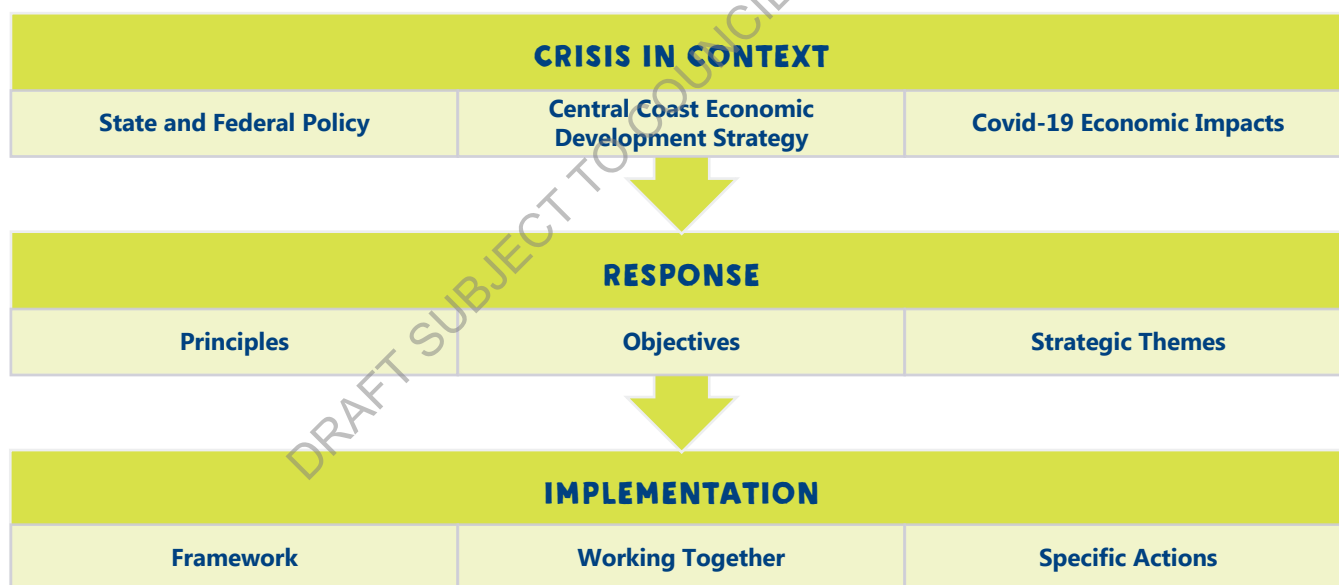 CRISIS IN CONTEXT
State and Federal Policy
Central Coast Economic
Development Strategy
Covid-19 Economic Impacts
RESPONSE
Principles
Objectives
Strategic Themes
IMPLEMENTATION
Framework
Working Together
Specific Actions
DRAFT SUBJECT TO